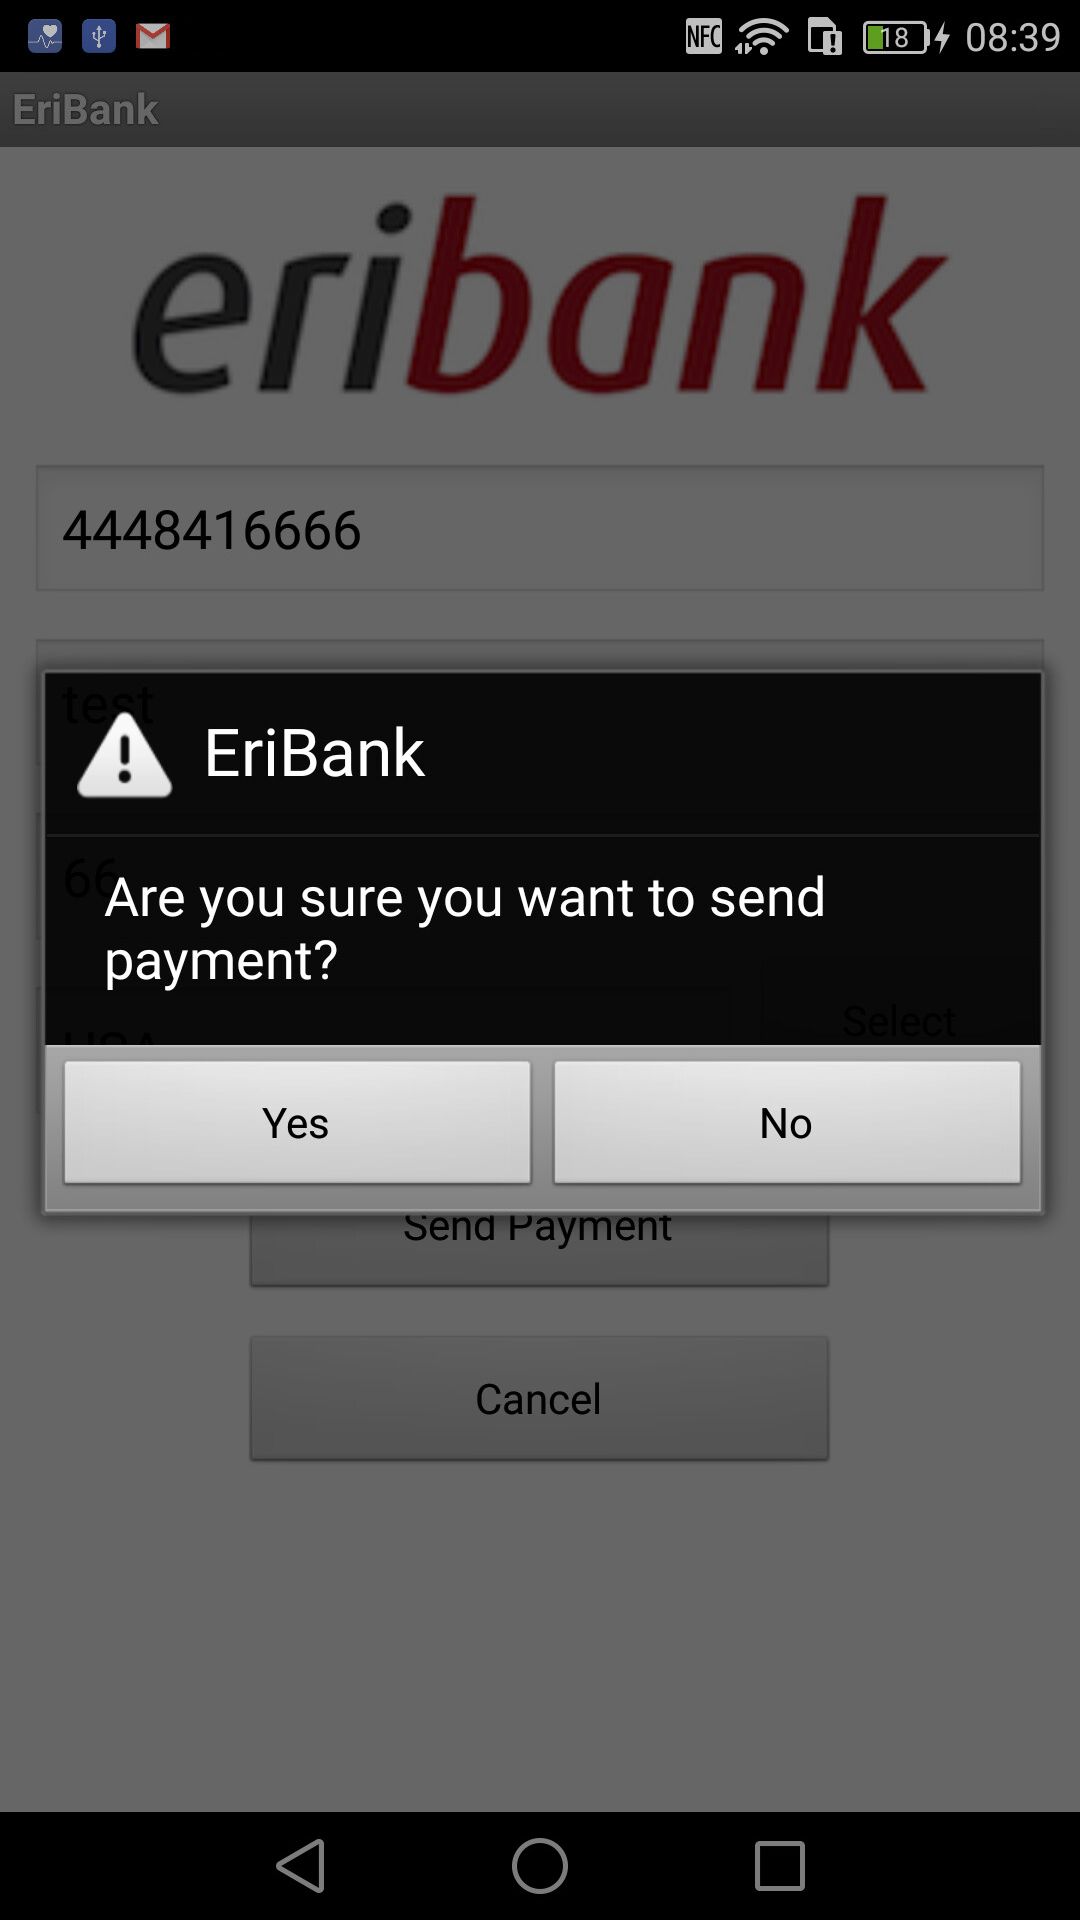 NFC 18 08:39
EriBank
eribank
4448416666
test
EriBank
66
Are you sure you want to send
payment?
USA
Select
Yes
No
Send Payment
Cancel